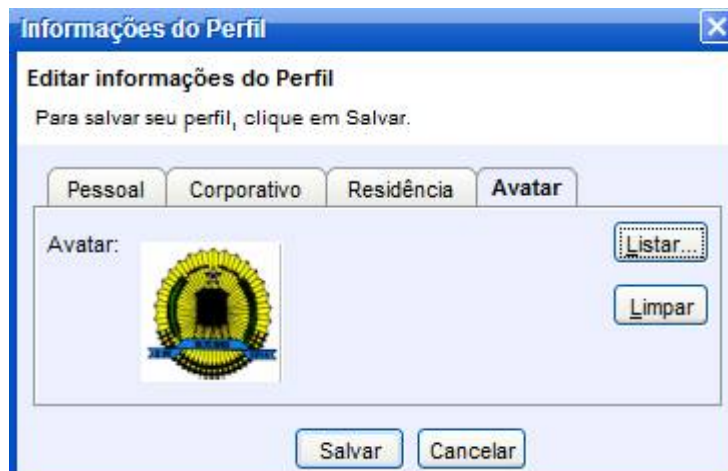 Informações do Perfil
Editar informações do Perfil
Para salvar seu perfil, clique em Salvar.
Pessoal Corporativo Residência Avatar
Avatar:
Listar...
Limpar
Salvar Cancelar